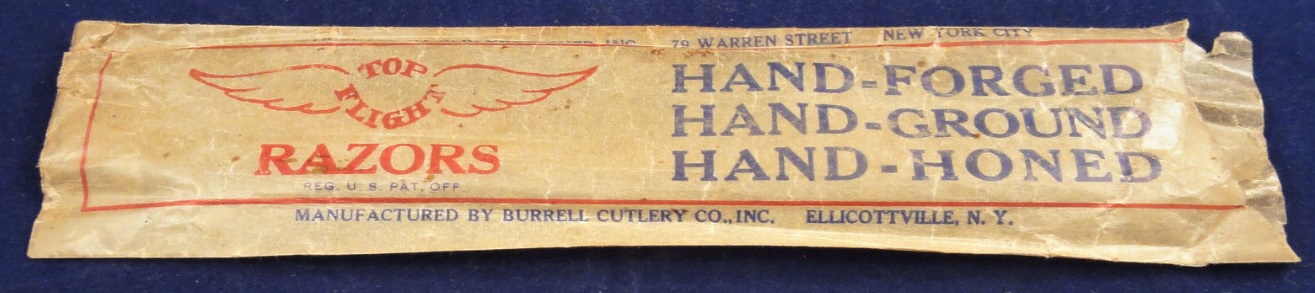 INC. 79 WARREN STREET NEW YORK CITY
TOP
FLIGHT
RAZORS
REG. U. S. PAT. OFF.
HAND-FORGED
HAND-GROUND
HAND-HONED
MANUFACTURED BY BURRELL CUTLERY CO., INC. ELLICOTTVILLE, N. Y.